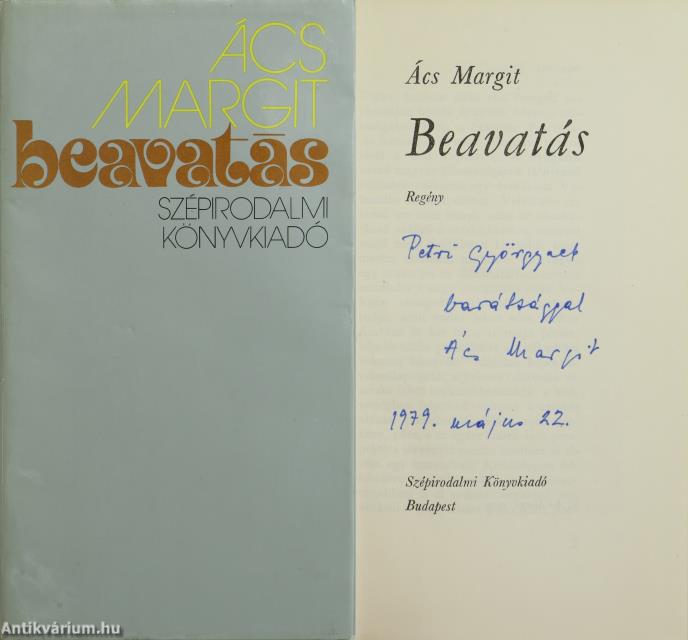 ÁCS
MARGIT
beavatás
SZÉPIRODALMI
KÖNYVKIADÓ
Antikvárium.hu
Ács Margit
Beavatás
Regény
Petri Györgynek
barátsággal
Ács Margit
1979. május 22.
Szépirodalmi Könyvkiadó
Budapest